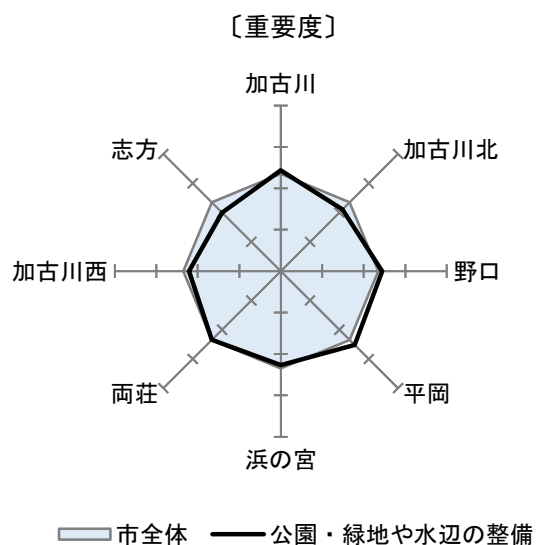 〔重要度〕
加古川
志方
加古川北
加古川西
野口
両荘
平岡
浜の宮
市全体
公園・緑地や水辺の整備